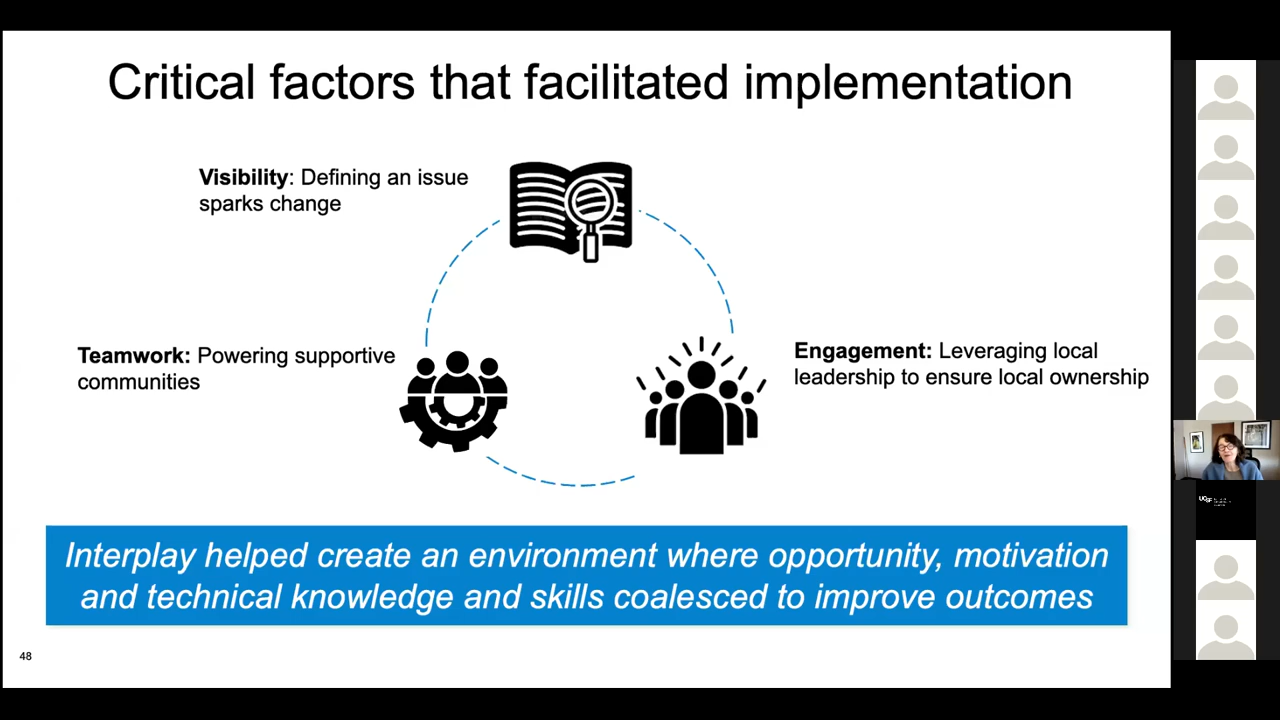 Critical factors that facilitated implementation
Visibility: Defining an issue
sparks change
Teamwork: Powering supportive
communities
Engagement: Leveraging local
leadership to ensure local ownership
Interplay helped create an environment where opportunity, motivation
and technical knowledge and skills coalesced to improve outcomes
48
UCSF